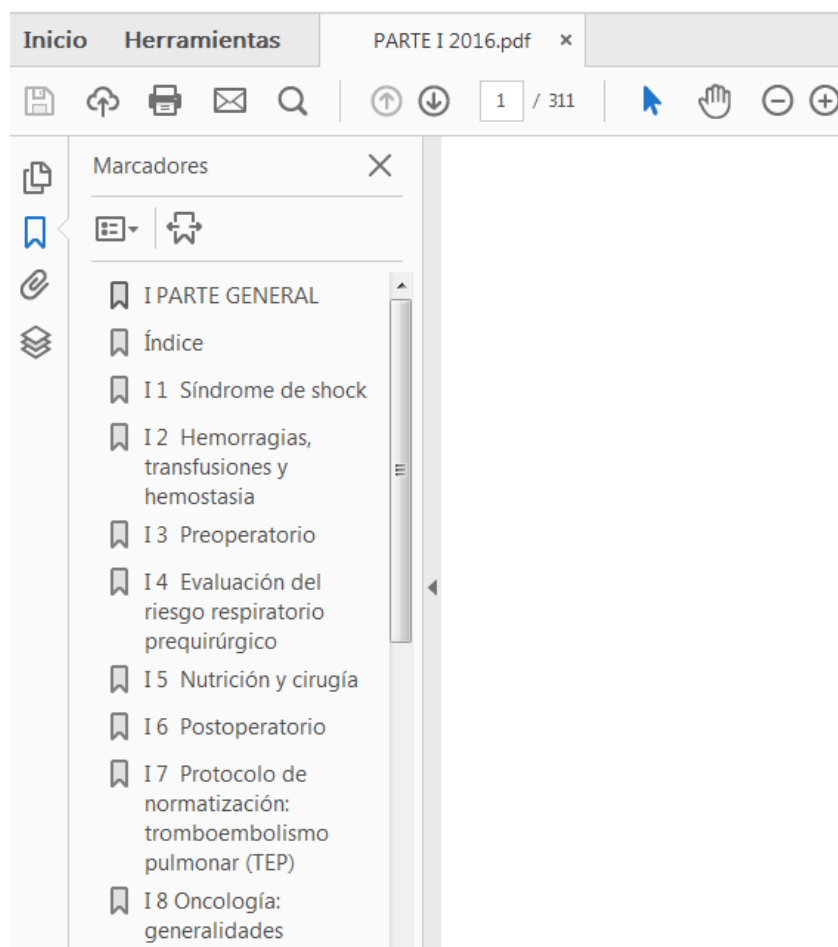 Inicio Herramientas PARTE I 2016.pdf ×
1 / 311
Marcadores
I PARTE GENERAL
Índice
I 1 Síndrome de shock
I 2 Hemorragias,
transfusiones y
hemostasia
I 3 Preoperatorio
I 4 Evaluación del
riesgo respiratorio
prequirúrgico
I 5 Nutrición y cirugía
I 6 Postoperatorio
I 7 Protocolo de
normatización:
tromboembolismo
pulmonar (TEP)
I 8 Oncología:
generalidades